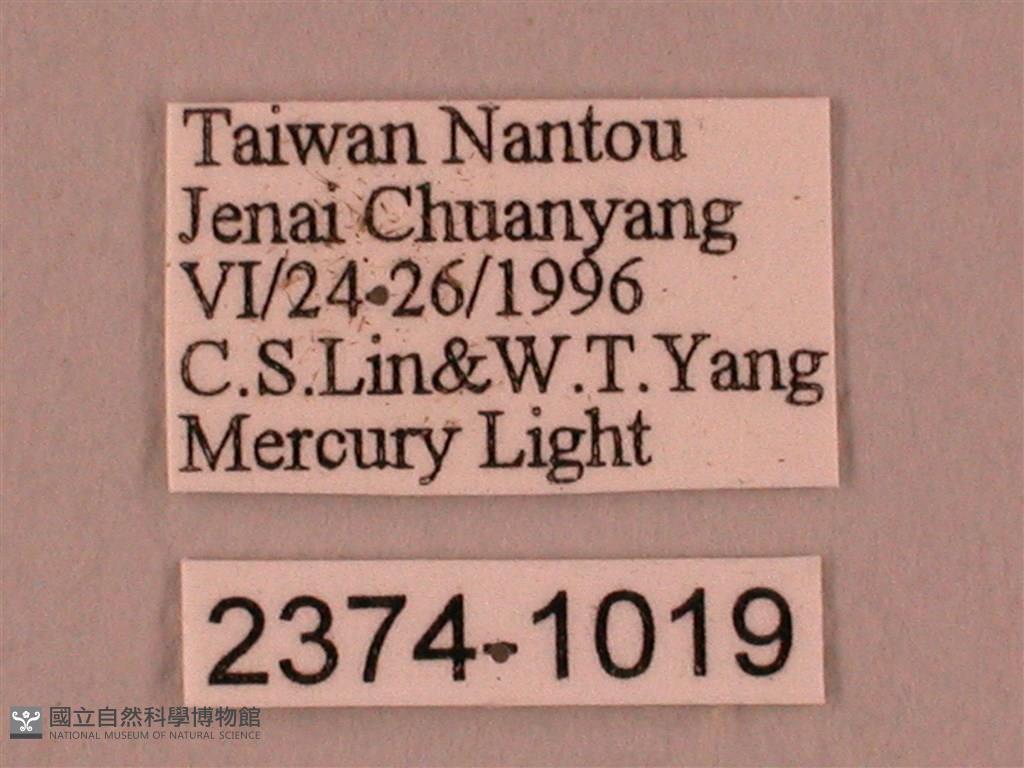 Taiwan Nantou
Jenai Chuanyang
VI/24-26/1996
C.S.Lin&W.T.Yang
Mercury Light
2374-1019
國立自然科學博物館
NATIONAL MUSEUM OF NATURAL SCIENCE